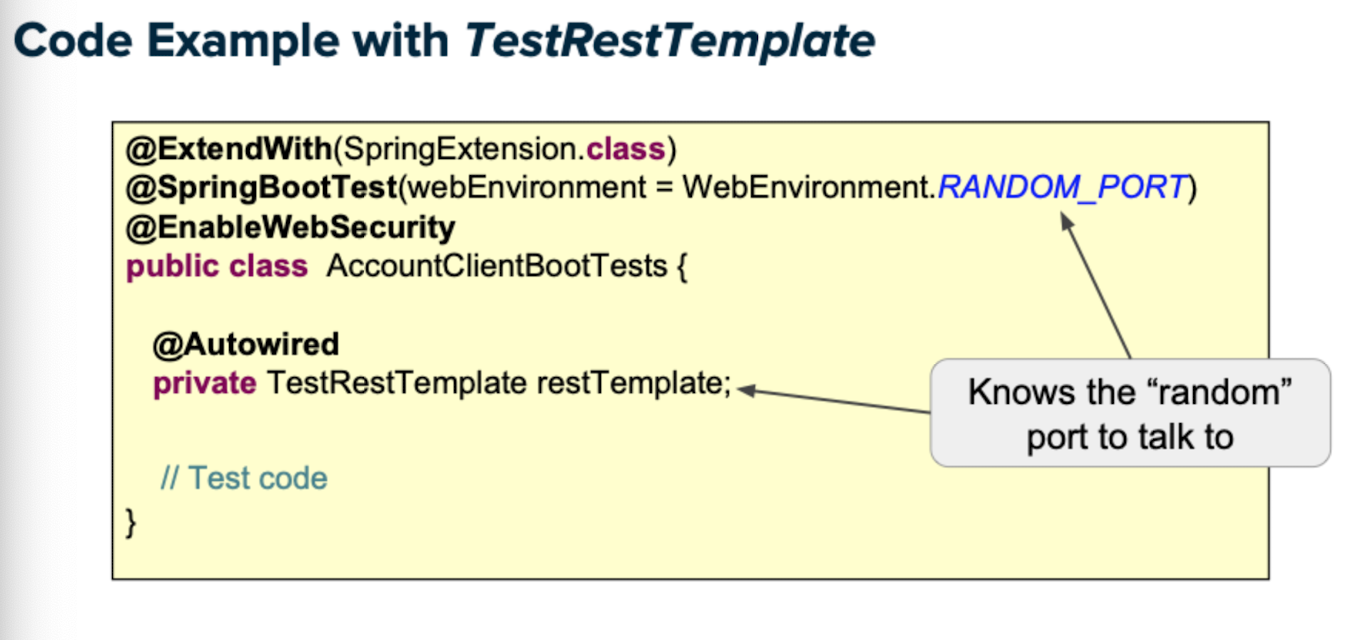 Code Example with TestRestTemplate
@ExtendWith(SpringExtension.class)
@SpringBootTest(webEnvironment = WebEnvironment.RANDOM_PORT)
@EnableWebSecurity
public class AccountClientBootTests {
@Autowired
private TestRestTemplate restTemplate;
Knows the “random”
port to talk to
// Test code
}